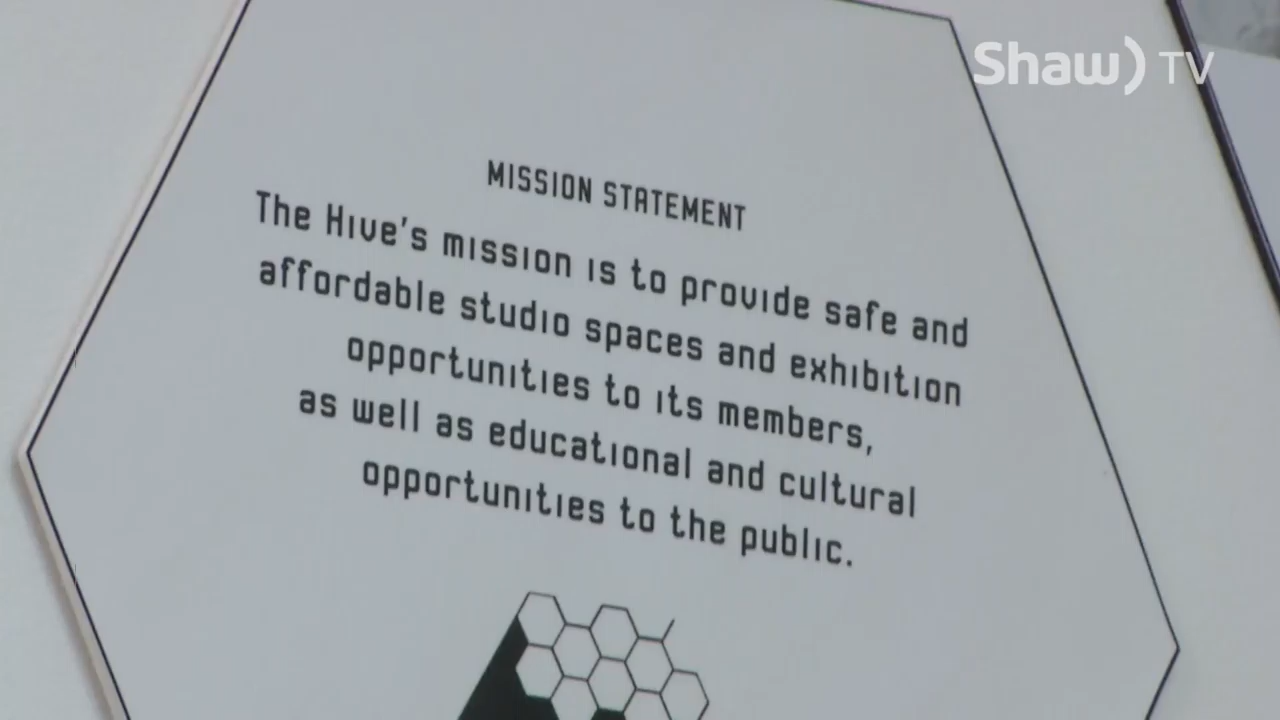 Shaw) TV
MISSION STATEMENT
The Hive's mission is to provide safe and
affordable studio spaces and exhibition
opportunities to its members,
as well as educational and cultural
opportunities to the public.